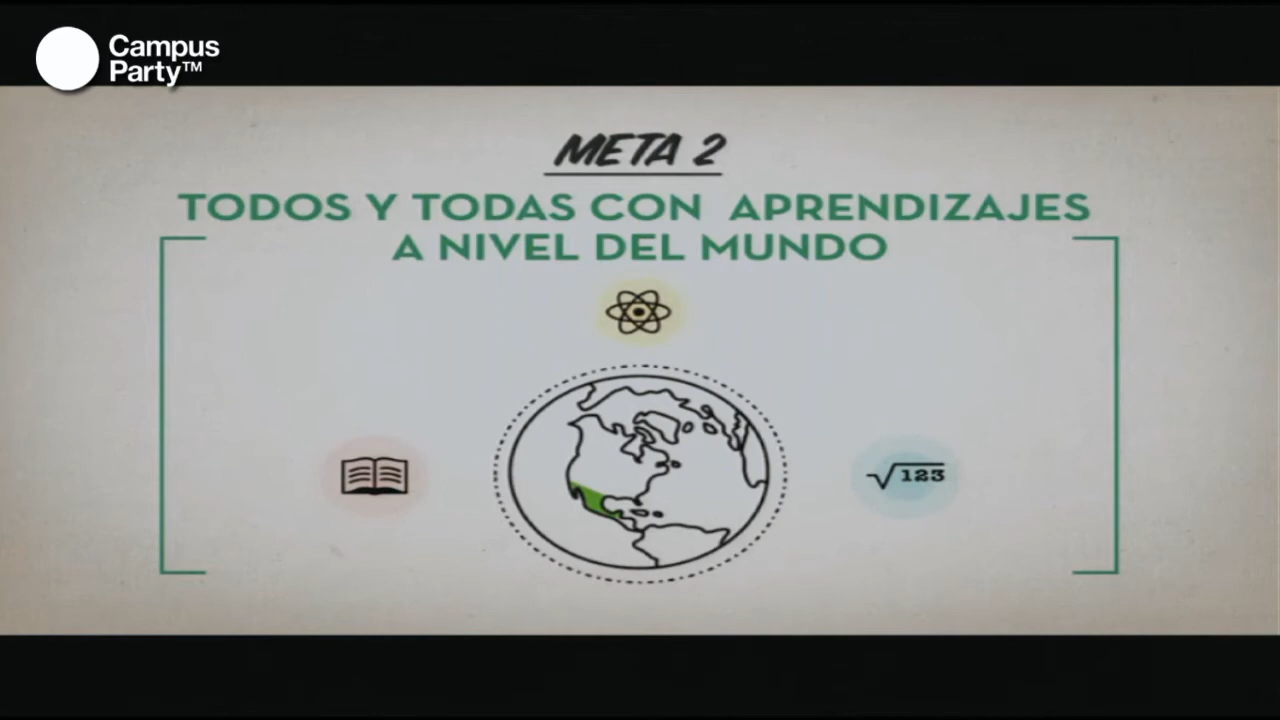 Campus
Party™
META 2
TODOS Y TODAS CON APRENDIZAJES
A NIVEL DEL MUNDO
√123